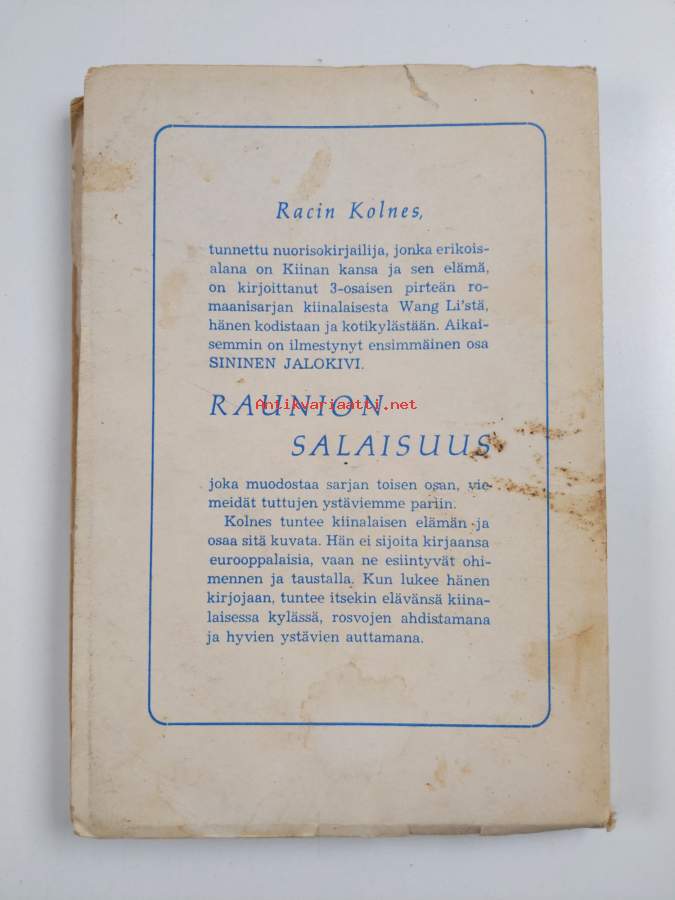 Racin Kolnes,
tunnettu nuorisokirjailija, jonka erikois-
alana on Kiinan kansa ja sen elämä,
on kirjoittanut 3-osaisen pirteän ro-
maanisarjan kiinalaisesta Wang Li'stä,
hänen kodistaan ja kotikylästään. Aikai-
semmin on ilmestynyt ensimmäinen osa
SININEN JALOKIVI.
RAUNION
Antikvariaatti.net
SALAISUUS
joka muodostaa sarjan toisen osan, vie-
meidät tuttujen ystäviemme pariin.
Kolnes tuntee kiinalaisen elämän ja
osaa sitä kuvata. Hän ei sijoita kirjaansa
eurooppalaisia, vaan ne esiintyvät ohi-
mennen ja taustalla. Kun lukee hänen
kirjojaan, tuntee itsekin elävänsä kiina-
laisessa kylässä, rosvojen ahdistamana
ja hyvien ystävien auttamana.